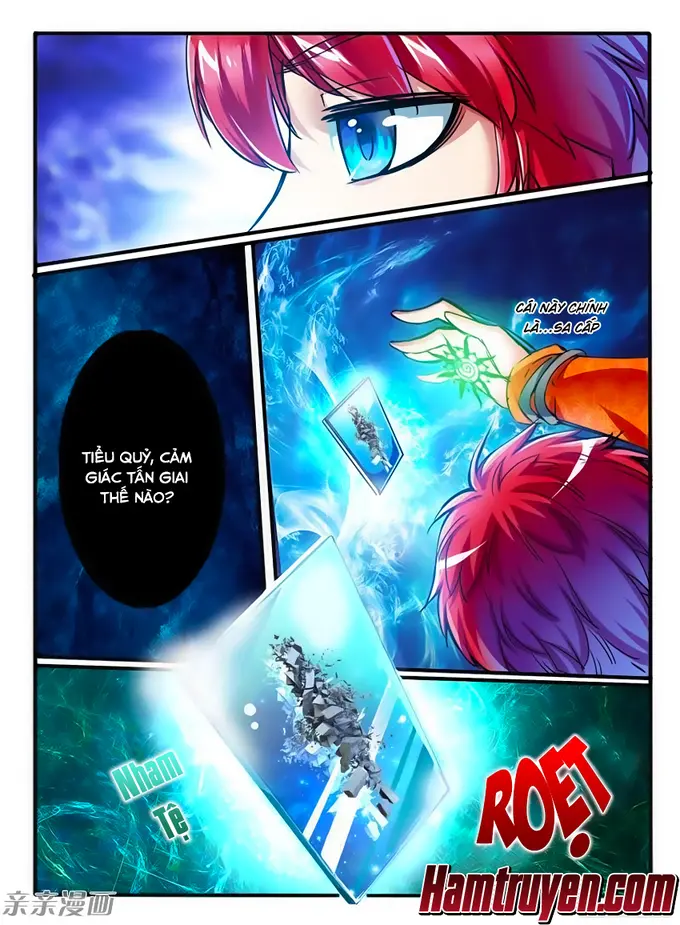 CÁI NÀY CHÍNH
LÀ...SA CẤP
TIỂU QUỶ, CẢM
GIÁC TẤN GIAI
THẾ NÀO?
Nham
Tệ
ROẸT
Hamtruyen.com
亲亲漫画